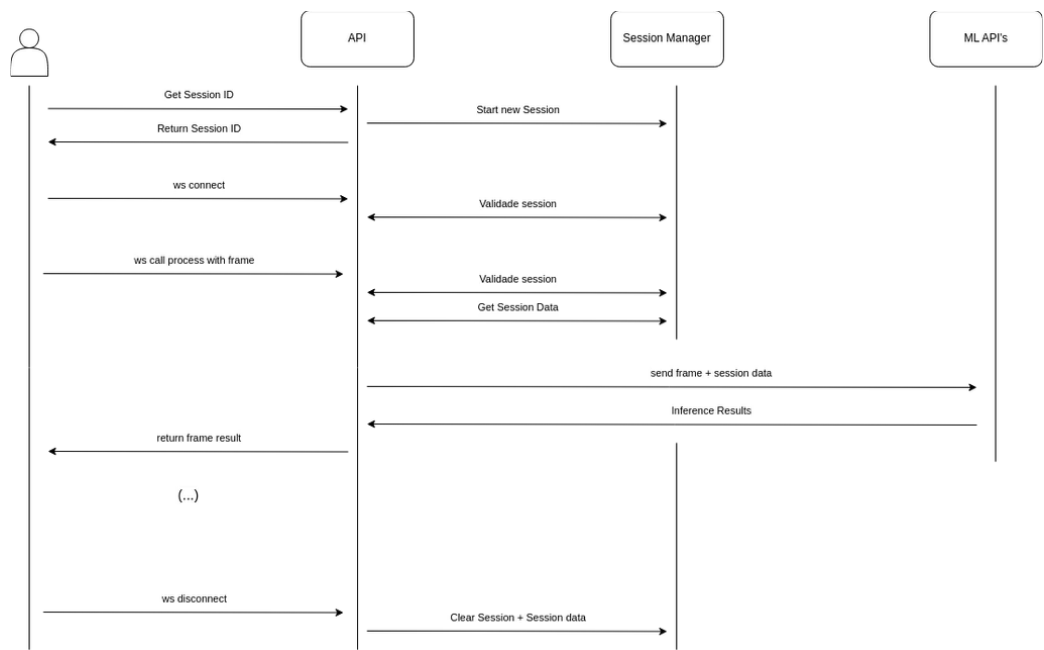 API
Session Manager
ML API's
Get Session ID
Start new Session
Return Session ID
ws connect
Validade session
ws call process with frame
Validade session
Get Session Data
send frame + session data
Inference Results
return frame result
(...)
ws disconnect
Clear Session + Session data